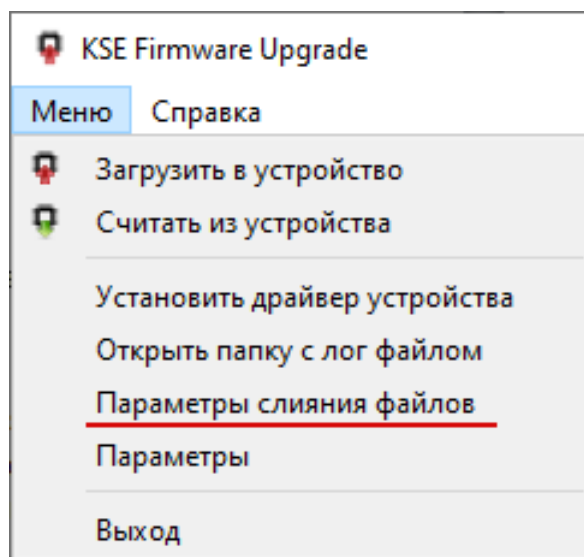 KSE Firmware Upgrade
Меню Справка
Загрузить в устройство
Считать из устройства
Установить драйвер устройства
Открыть папку с лог файлом
Параметры слияния файлов
Параметры
Выход